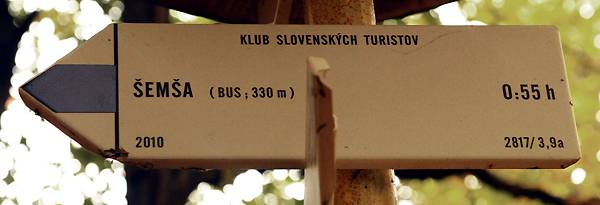 KLUB SLOVENSKÝCH TURISTOV
ŠEMŠA (BUS; 330 m) 0:55 h
2010 2817/3,9a